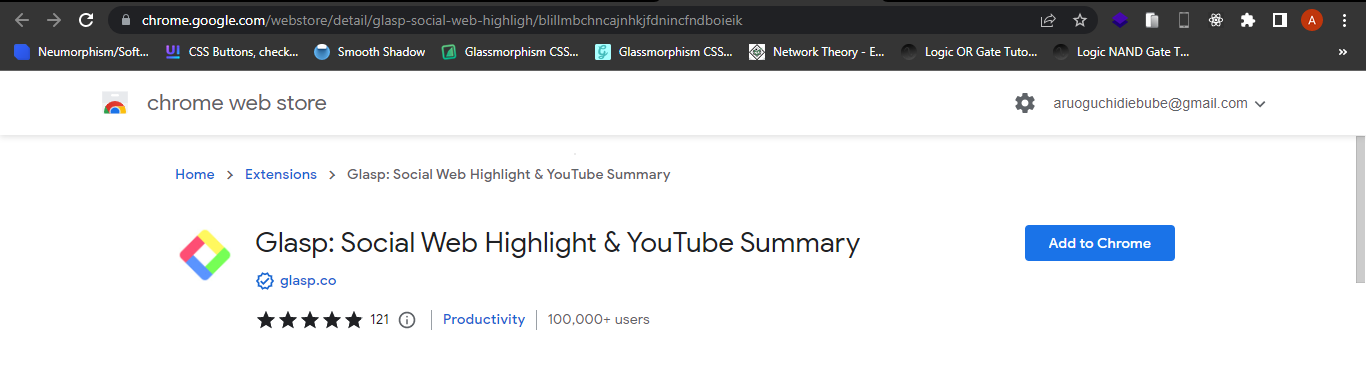 chrome.google.com/webstore/detail/glasp-social-web-highligh/blillmbchncajnhkjfdnincfndboieik
A
Neumorphism/Soft... CSS Buttons, check... Smooth Shadow Glassmorphism CSS... Glassmorphism CSS... Network Theory - E... Logic OR Gate Tuto... Logic NAND Gate T... »
chrome web store aruoguchidiebube@gmail.com
Home > Extensions > Glasp: Social Web Highlight & YouTube Summary
Glasp: Social Web Highlight & YouTube Summary
Add to Chrome
glasp.co
121 Productivity 100,000+ users